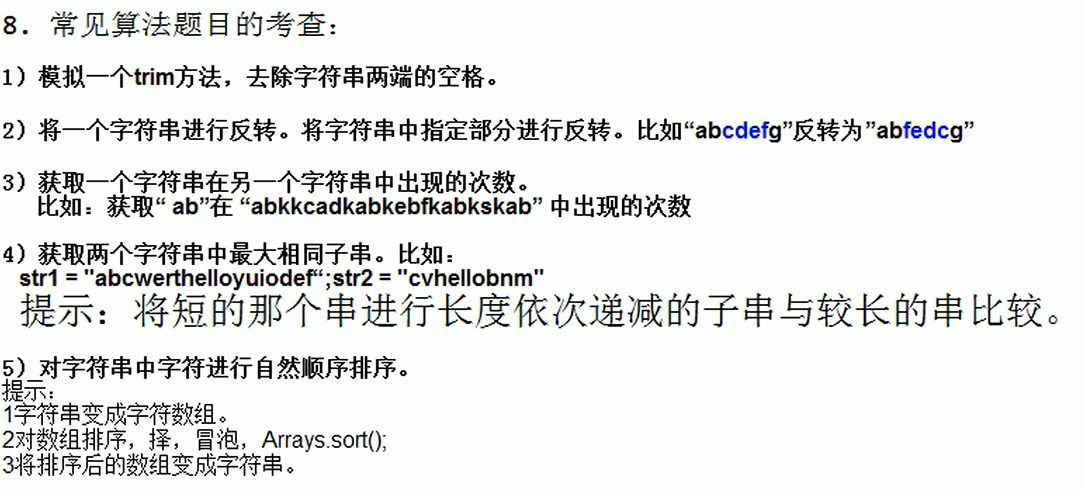 8. 常见算法题目的考查：
1）模拟一个trim方法，去除字符串两端的空格。
2）将一个字符串进行反转。将字符串中指定部分进行反转。比如“abcdefg”反转为”abfedcg”
3）获取一个字符串在另一个字符串中出现的次数。
比如：获取“ ab”在 “abkkcadkabkebfkabkskab” 中出现的次数
4）获取两个字符串中最大相同子串。比如：
str1 = "abcwerthelloyuiodef“;str2 = "cvhellobnm"
提示：将短的那个串进行长度依次递减的子串与较长的串比较。
5）对字符串中字符进行自然顺序排序。
提示：
1字符串变成字符数组。
2对数组排序，择，冒泡，Arrays.sort();
3将排序后的数组变成字符串。